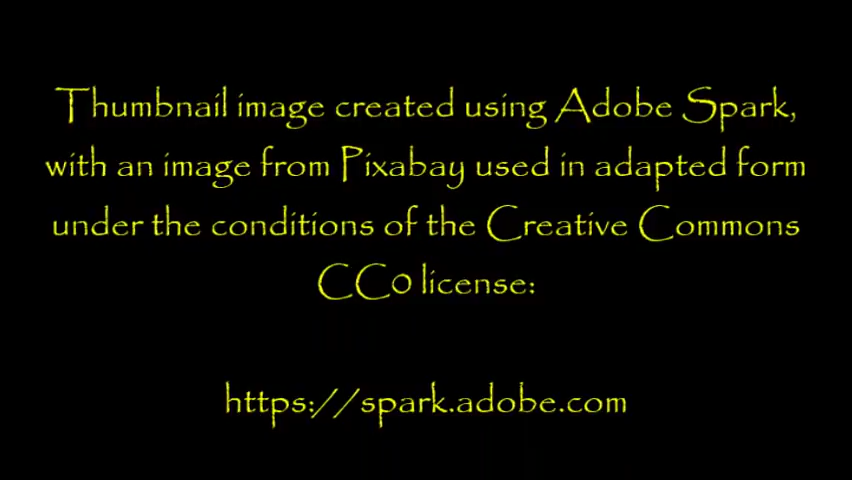 Thumbnail image created using Adobe Spark,
with an image from Pixabay used in adapted form
under the conditions of the Creative Commons
CC0 license:
https://spark.adobe.com